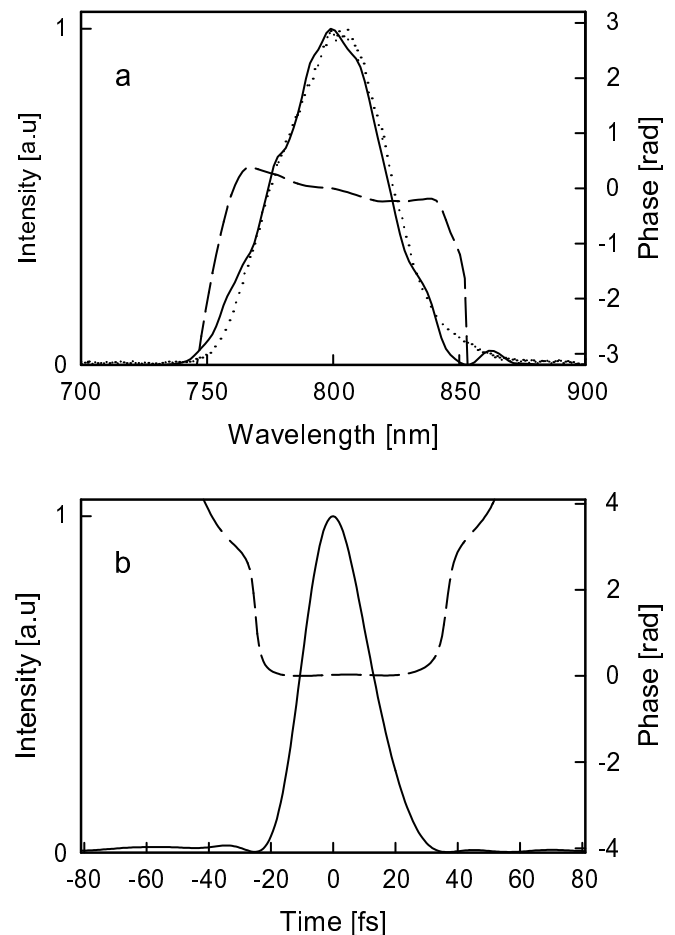 a
1
0
Intensity [a.u]
3
2
1
0
-1
-2
-3
Phase [rad]
700 750 800 850 900
Wavelength [nm]
b
1
0
Intensity [a.u]
4
2
0
-2
-4
Phase [rad]
-80 -60 -40 -20 0 20 40 60 80
Time [fs]